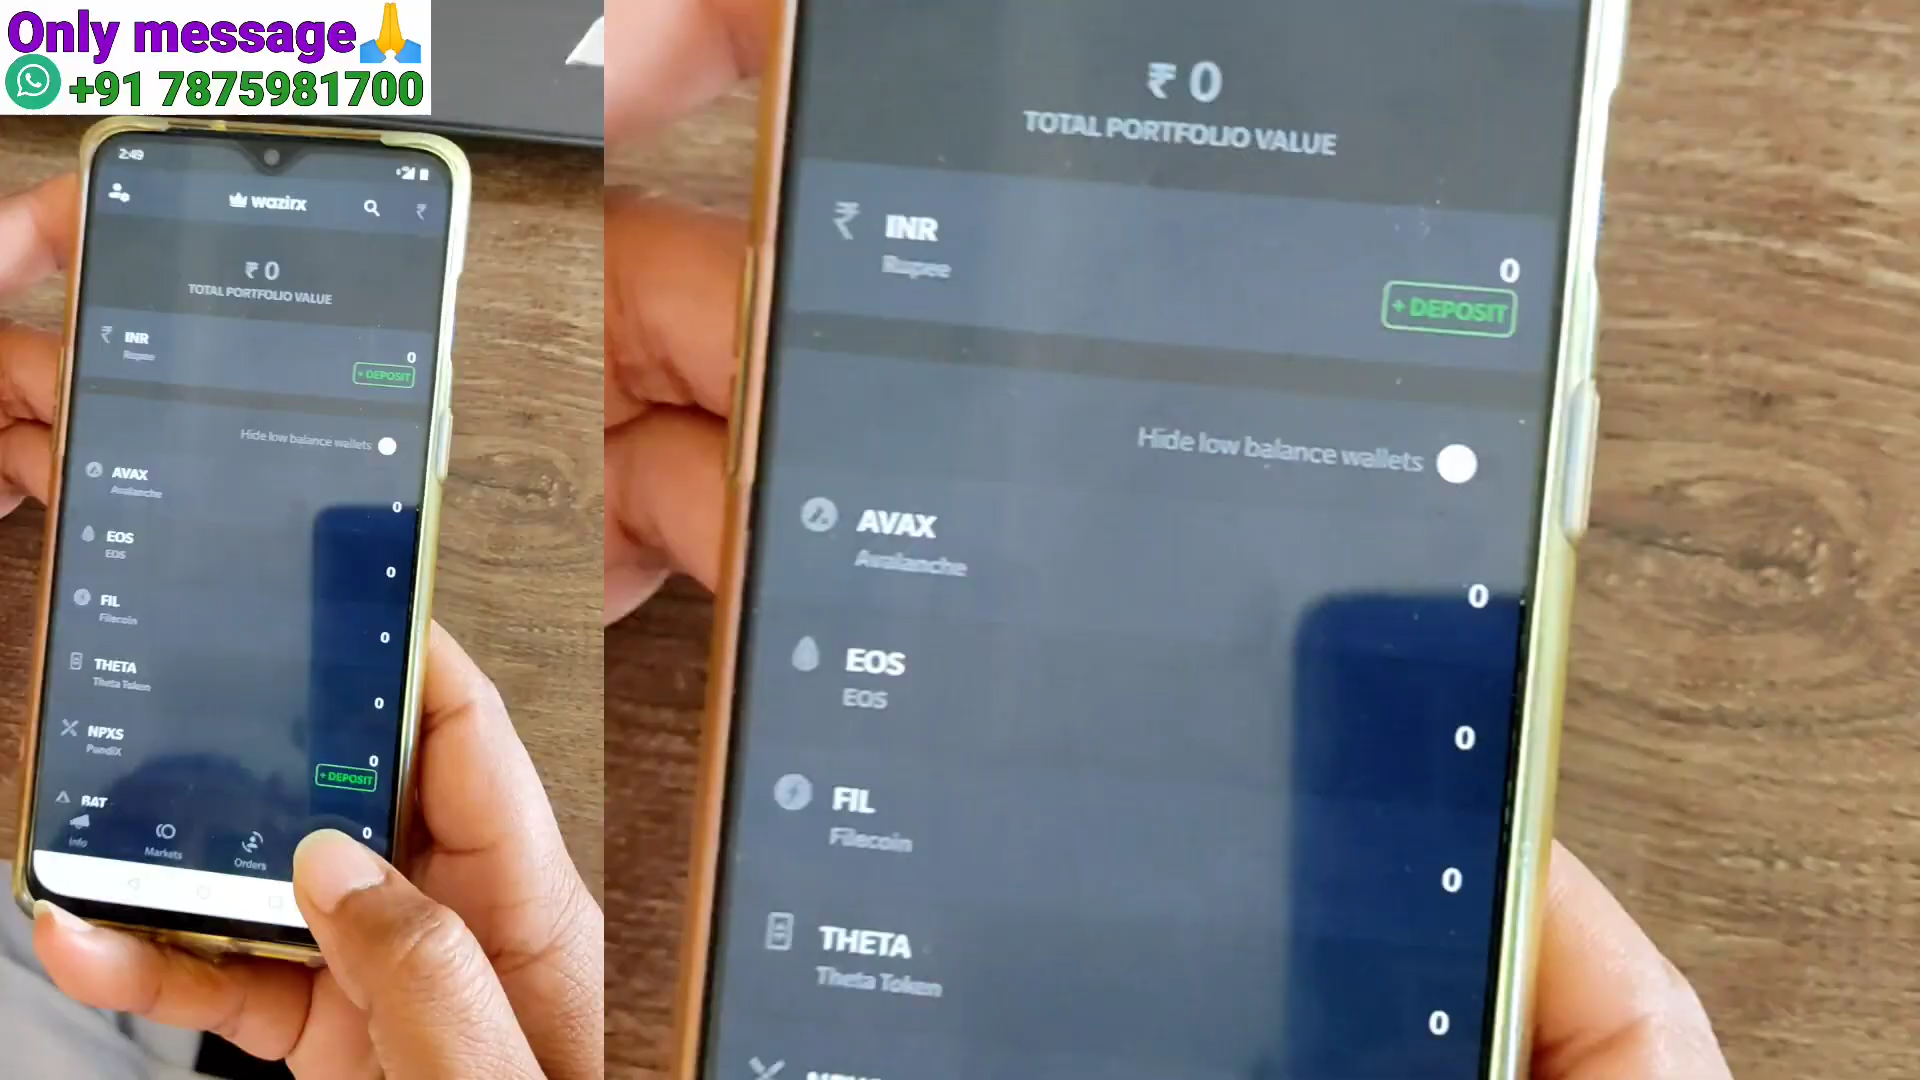 Only message🙏
+91 7875981700
2:49
wazirx
₹ 0
TOTAL PORTFOLIO VALUE
₹ INR
Rupee
0
+ DEPOSIT
Hide low balance wallets
AVAX
Avalanche
0
EOS
EOS
0
FIL
Filecoin
0
THETA
Theta Token
0
NPXS
PundiX
0
+ DEPOSIT
BAT
0
Info
Markets
Orders
₹ 0
TOTAL PORTFOLIO VALUE
₹ INR
Rupee
0
+ DEPOSIT
Hide low balance wallets
AVAX
Avalanche
0
EOS
EOS
0
FIL
Filecoin
0
THETA
Theta Token
0